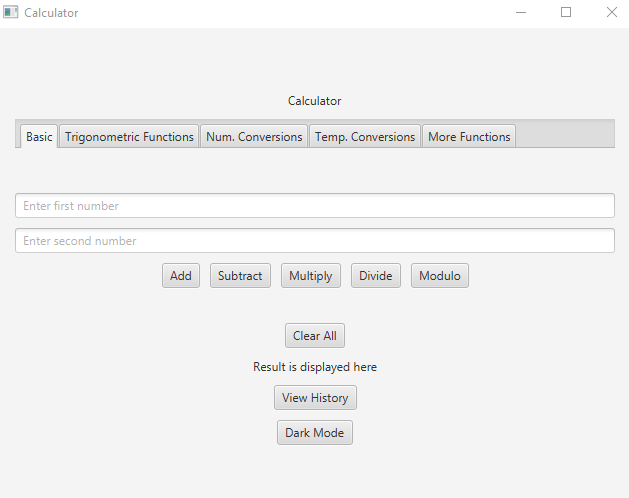 Calculator
Calculator
Basic Trigonometric Functions Num. Conversions Temp. Conversions More Functions
Enter first number
Enter second number
Add Subtract Multiply Divide Modulo
Clear All
Result is displayed here
View History
Dark Mode